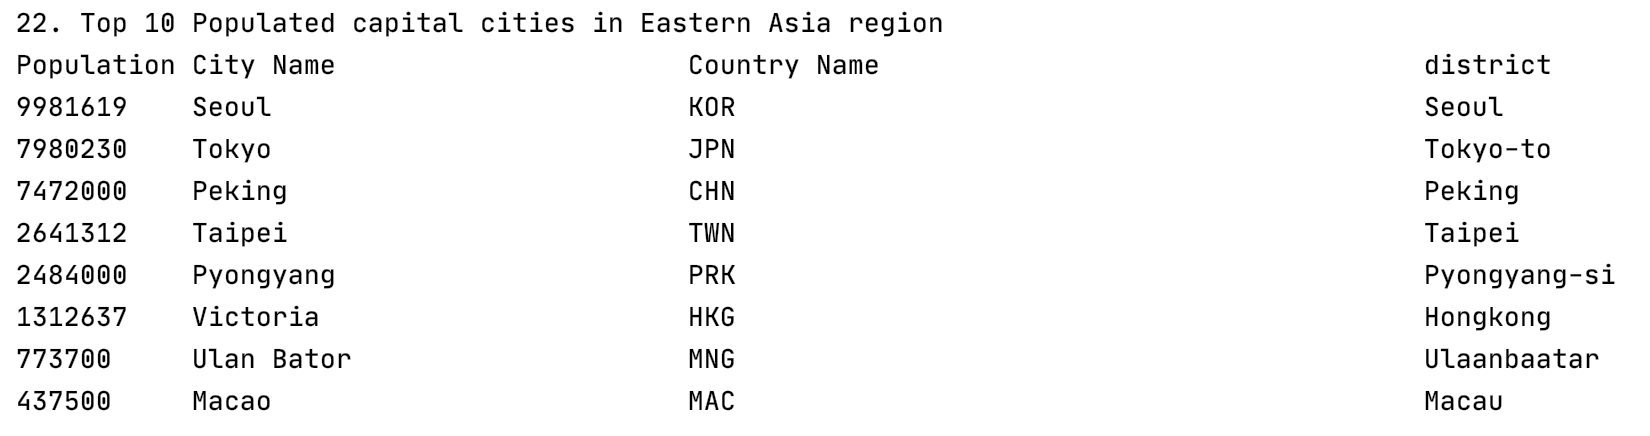 22. Top 10 Populated capital cities in Eastern Asia region
Population City Name Country Name district
9981619 Seoul KOR Seoul
7980230 Tokyo JPN Tokyo-to
7472000 Peking CHN Peking
2641312 Taipei TWN Taipei
2484000 Pyongyang PRK Pyongyang-si
1312637 Victoria HKG Hongkong
773700 Ulan Bator MNG Ulaanbaatar
437500 Macao MAC Macau